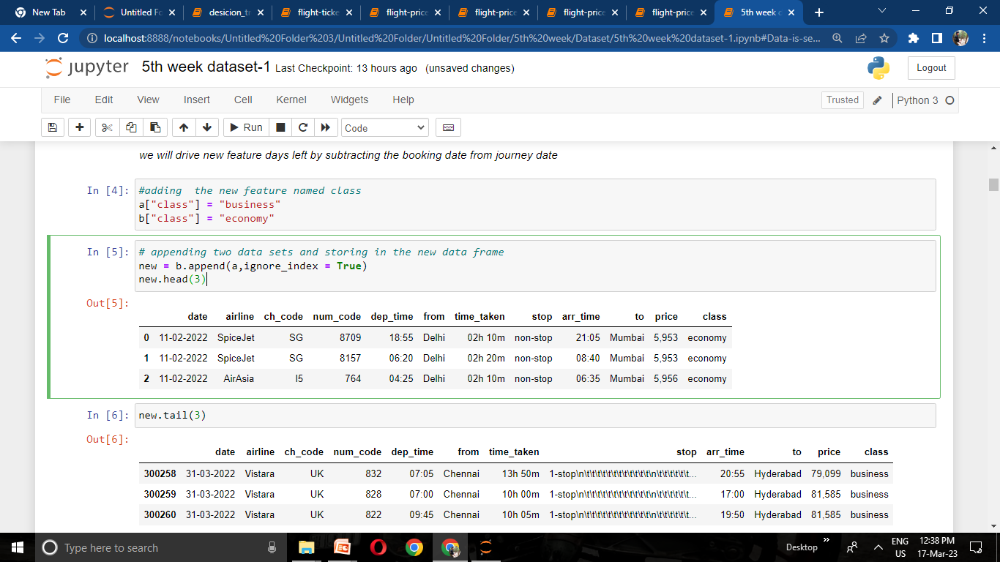 New Tab
Untitled Fo
desicion_tr
flight-ticke
flight-price
flight-price
flight-price
flight-price
5th week d
localhost:8888/notebooks/Untitled%20Folder%203/Untitled%20Folder/Untitled%20Folder/5th%20week/Dataset/5th%20week%20dataset-1.ipynb#Data-is-se...
jupyter 5th week dataset-1 Last Checkpoint: 13 hours ago (unsaved changes)
Logout
File Edit View Insert Cell Kernel Widgets Help
Trusted Python 3
Run Code
we will drive new feature days left by subtracting the booking date from journey date
In [4]: #adding  the new feature named class
a["class"] = "business"
b["class"] = "economy"
In [5]: # appending two data sets and storing in the new data frame
new = b.append(a,ignore_index = True)
new.head(3)
Out[5]:
date airline ch_code num_code dep_time from time_taken stop arr_time to price class
0 11-02-2022 SpiceJet SG 8709 18:55 Delhi 02h 10m non-stop 21:05 Mumbai 5,953 economy
1 11-02-2022 SpiceJet SG 8157 06:20 Delhi 02h 20m non-stop 08:40 Mumbai 5,953 economy
2 11-02-2022 AirAsia I5 764 04:25 Delhi 02h 10m non-stop 06:35 Mumbai 5,956 economy
In [6]: new.tail(3)
Out[6]:
date airline ch_code num_code dep_time from time_taken stop arr_time to price class
300258 31-03-2022 Vistara UK 832 07:05 Chennai 13h 50m 1-stop\n\t\t\t\t\t\t\t\t\t\t\t\t\n\t\t\t\t\t... 20:55 Hyderabad 79,099 business
300259 31-03-2022 Vistara UK 828 07:00 Chennai 10h 00m 1-stop\n\t\t\t\t\t\t\t\t\t\t\t\t\n\t\t\t\t\t... 17:00 Hyderabad 81,585 business
300260 31-03-2022 Vistara UK 822 09:45 Chennai 10h 05m 1-stop\n\t\t\t\t\t\t\t\t\t\t\t\t\n\t\t\t\t\t... 19:50 Hyderabad 81,585 business
Type here to search
Desktop
ENG
US
12:38 PM
17-Mar-23